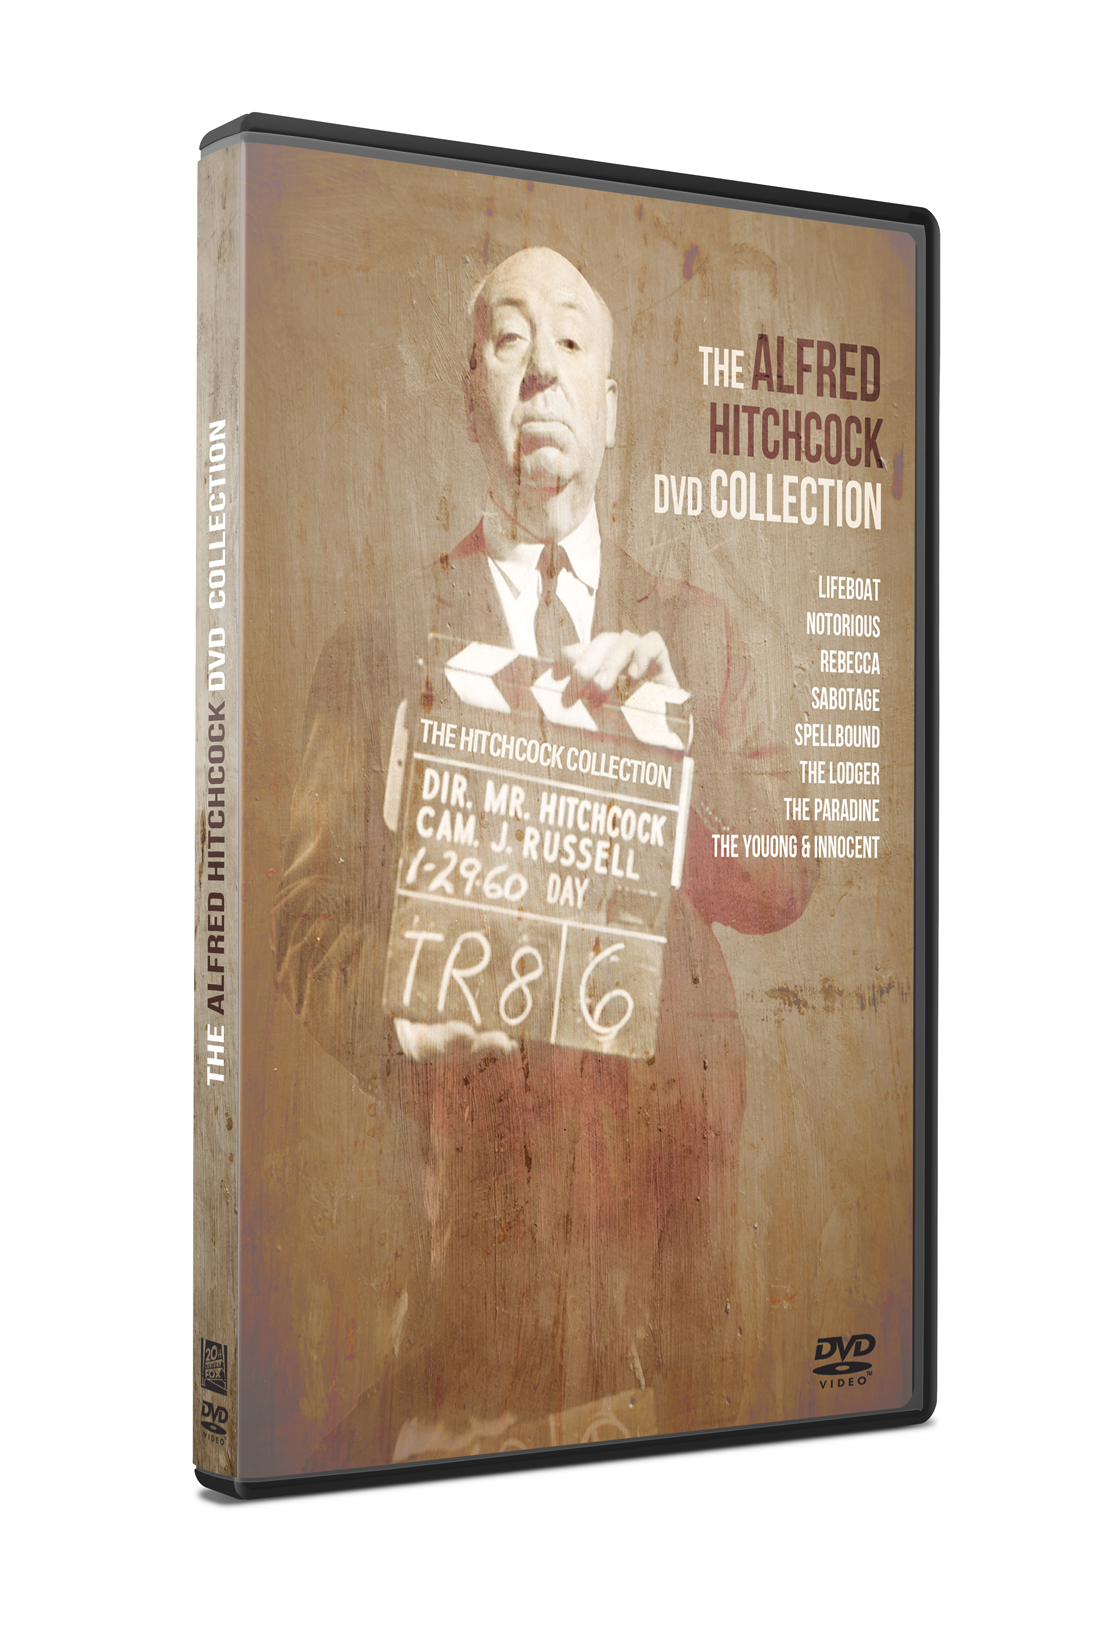 THE ALFRED
HITCHCOCK
DVD COLLECTION
LIFEBOAT
NOTORIOUS
REBECCA
SABOTAGE
SPELLBOUND
THE LODGER
THE PARADINE
THE YOUONG & INNOCENT
THE HITCHCOCK COLLECTION
DIR. MR. HITCHCOCK
CAM. J. RUSSELL
1-29-60 DAY
TR8 6
DVD
VIDEO™
THE ALFRED HITCHCOCK DVD COLLECTION
20th
CENTURY
FOX
DVD
VIDEO